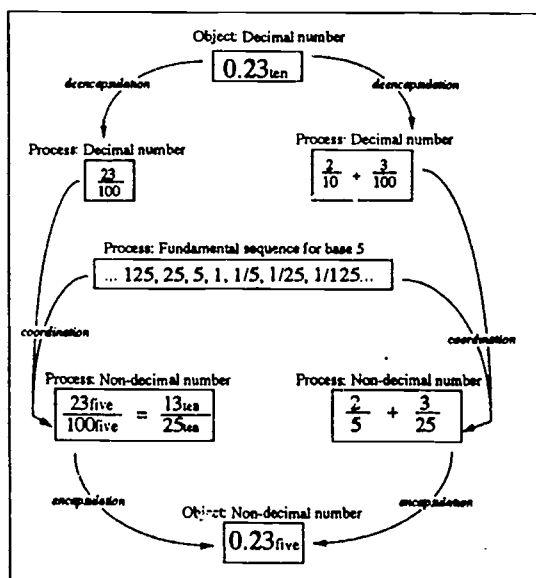 Object: Decimal number
0.23ten
deencapsulation
deencapsulation
Process: Decimal number
23
100
Process: Decimal number
2/10 + 3/100
Process: Fundamental sequence for base 5
... 125, 25, 5, 1, 1/5, 1/25, 1/125...
coordination
coordination
Process: Non-decimal number
23five/100five = 13ten/25ten
Process: Non-decimal number
2/5 + 3/25
encapsulation
encapsulation
Object: Non-decimal number
0.23five